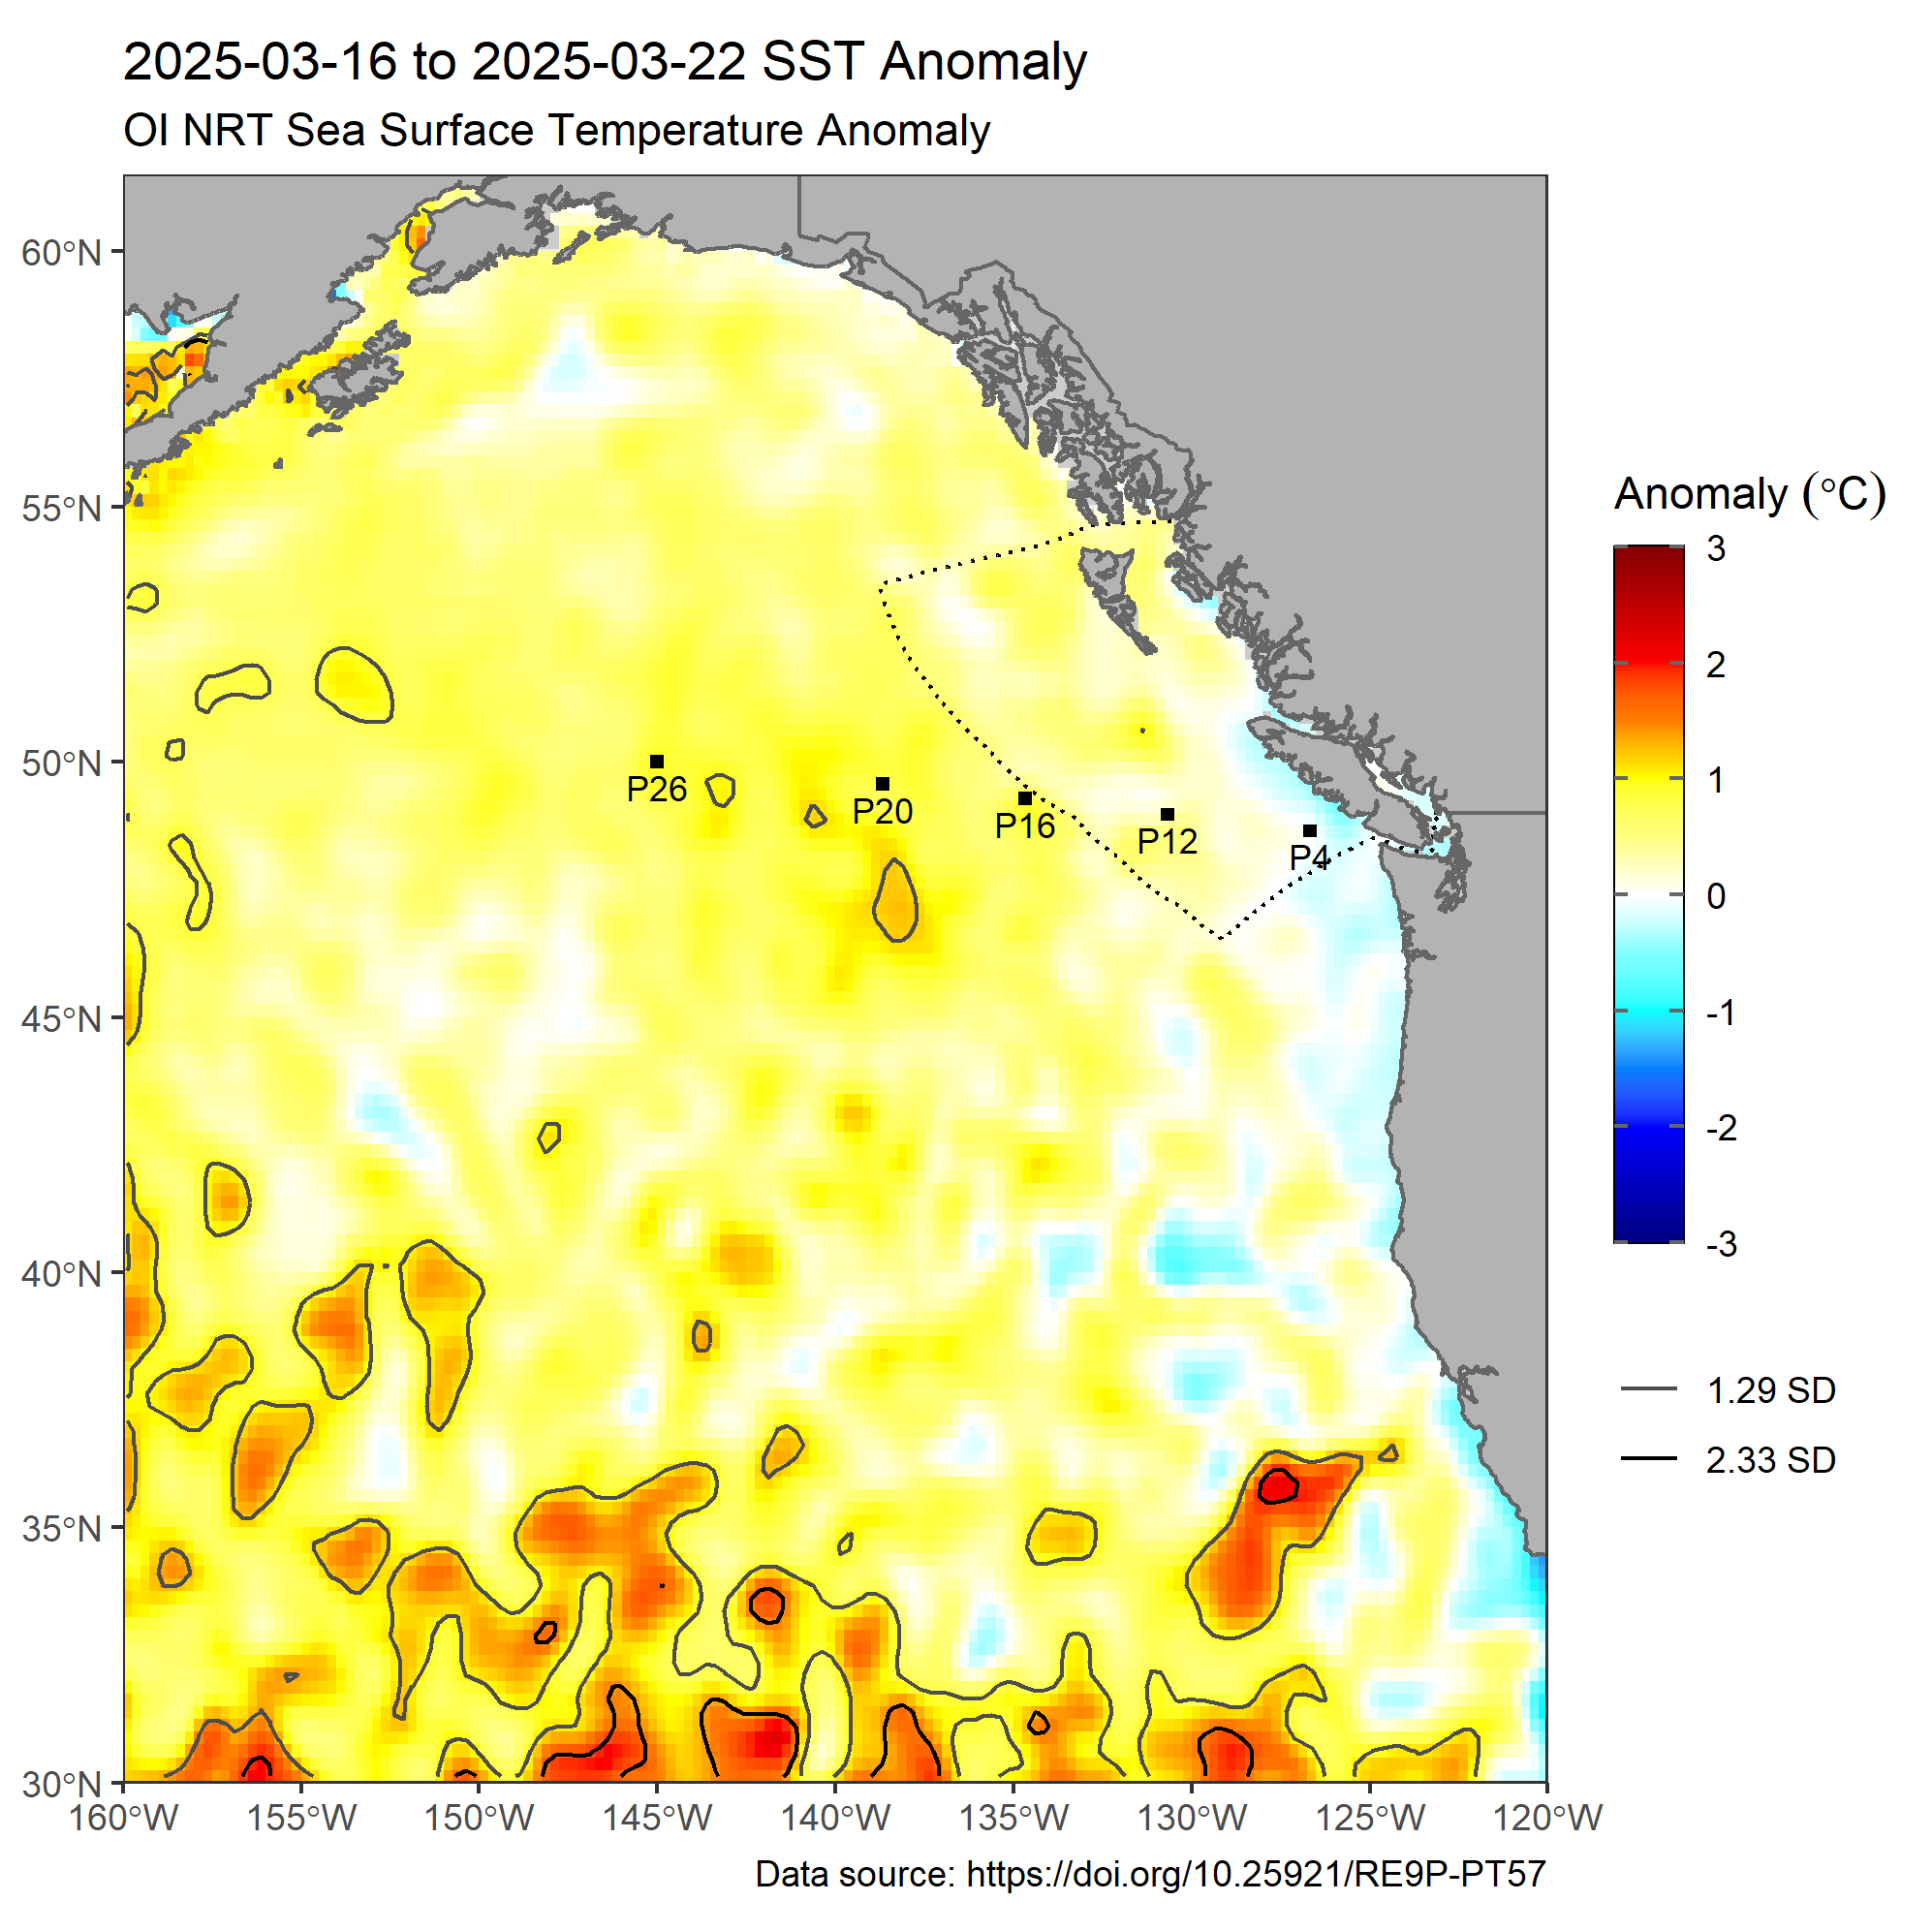 2025-03-16 to 2025-03-22 SST Anomaly
OI NRT Sea Surface Temperature Anomaly
60°N
55°N
50°N
45°N
40°N
35°N
30°N
P26
P20
P16
P12
P4
160°W 155°W 150°W 145°W 140°W 135°W 130°W 125°W 120°W
Anomaly (°C)
3
2
1
0
-1
-2
-3
1.29 SD
2.33 SD
Data source: https://doi.org/10.25921/RE9P-PT57